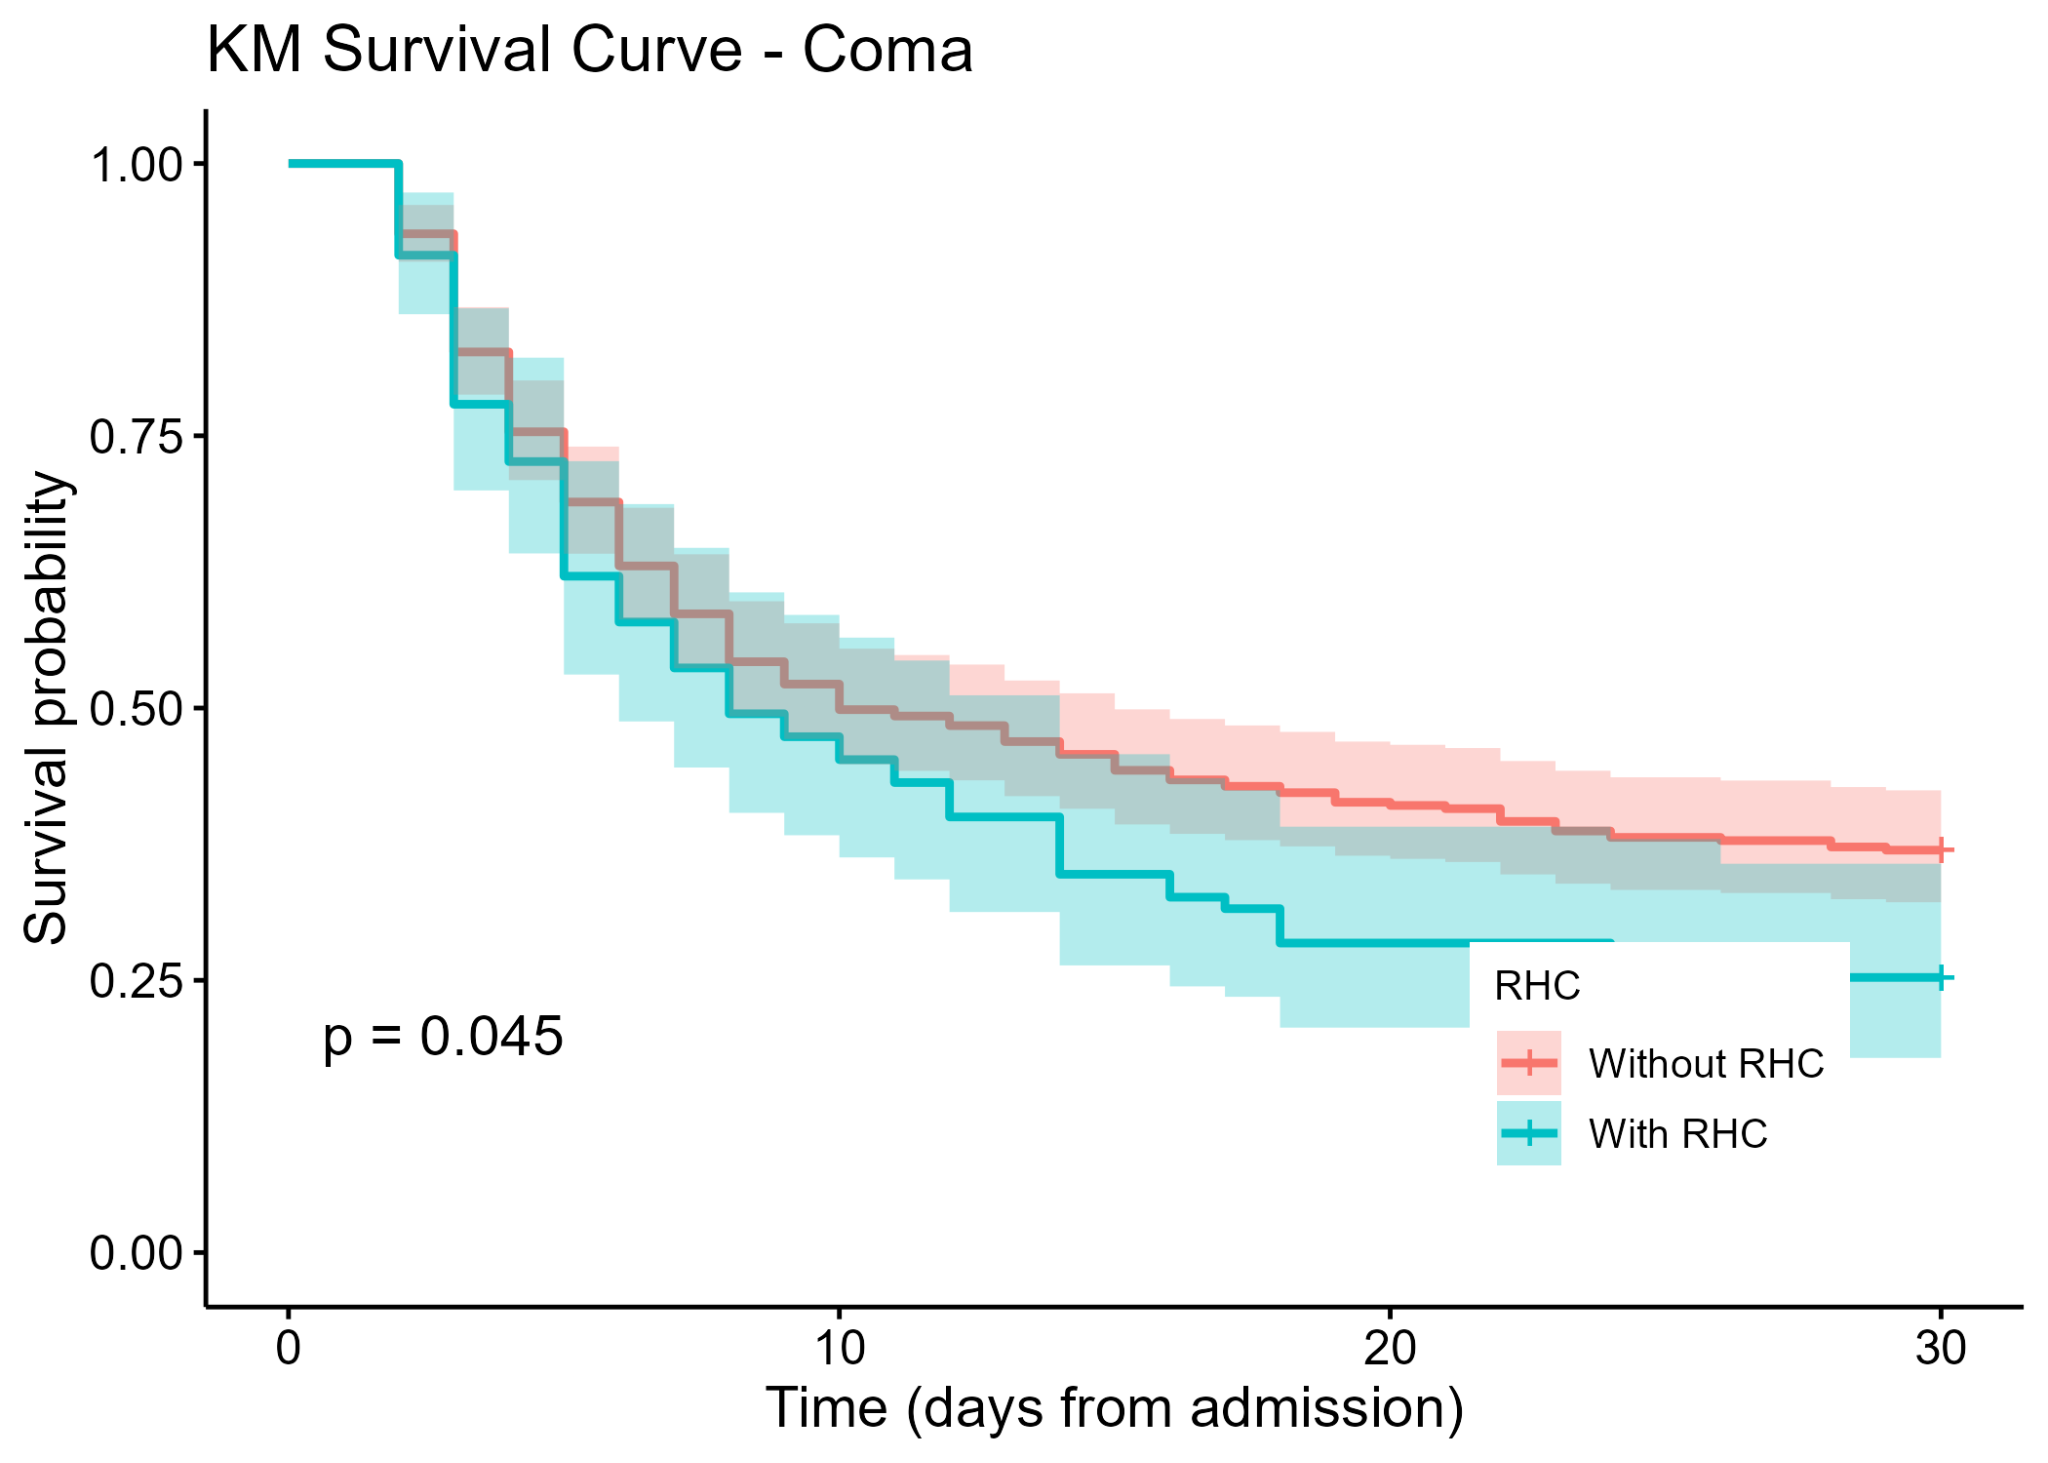 KM Survival Curve - Coma
Survival probability
1.00
0.75
0.50
0.25
0.00
p = 0.045
RHC
Without RHC
With RHC
0 10 20 30
Time (days from admission)